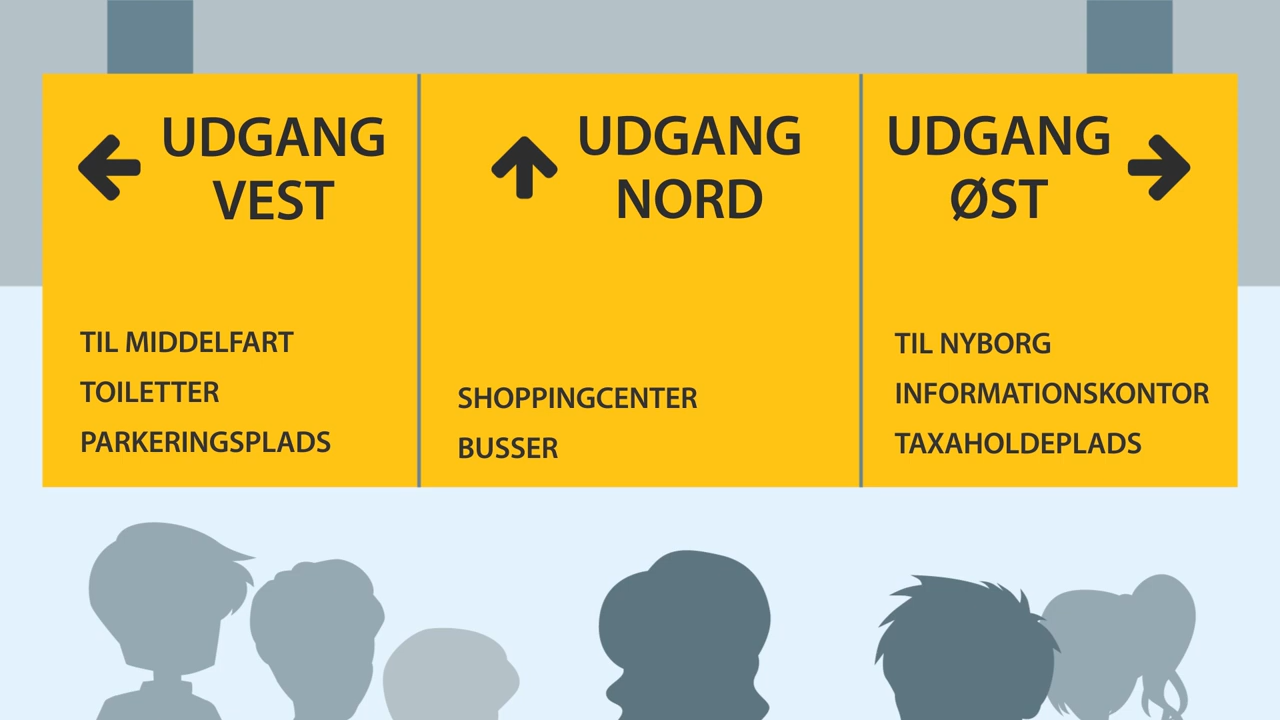 UDGANG
VEST
TIL MIDDELFART
TOILETTER
PARKERINGSPLADS
UDGANG
NORD
SHOPPINGCENTER
BUSSER
UDGANG
ØST
TIL NYBORG
INFORMATIONSKONTOR
TAXAHOLDEPLADS